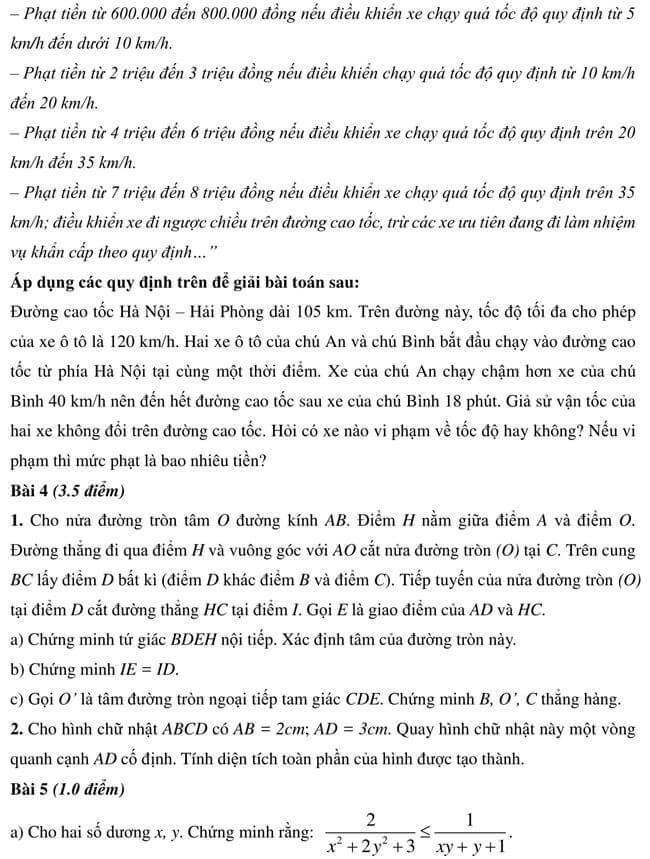 – Phạt tiền từ 600.000 đến 800.000 đồng nếu điều khiển xe chạy quá tốc độ quy định từ 5
km/h đến dưới 10 km/h.
– Phạt tiền từ 2 triệu đến 3 triệu đồng nếu điều khiển chạy quá tốc độ quy định từ 10 km/h
đến 20 km/h.
– Phạt tiền từ 4 triệu đến 6 triệu đồng nếu điều khiển xe chạy quá tốc độ quy định trên 20
km/h đến 35 km/h.
– Phạt tiền từ 7 triệu đến 8 triệu đồng nếu điều khiển xe chạy quá tốc độ quy định trên 35
km/h; điều khiển xe đi ngược chiều trên đường cao tốc, trừ các xe ưu tiên đang đi làm nhiệm
vụ khẩn cấp theo quy định…”
Áp dụng các quy định trên để giải bài toán sau:
Đường cao tốc Hà Nội – Hải Phòng dài 105 km. Trên đường này, tốc độ tối đa cho phép
của xe ô tô là 120 km/h. Hai xe ô tô của chú An và chú Bình bắt đầu chạy vào đường cao
tốc từ phía Hà Nội tại cùng một thời điểm. Xe của chú An chạy chậm hơn xe của chú
Bình 40 km/h nên đến hết đường cao tốc sau xe của chú Bình 18 phút. Giả sử vận tốc của
hai xe không đổi trên đường cao tốc. Hỏi có xe nào vi phạm về tốc độ hay không? Nếu vi
phạm thì mức phạt là bao nhiêu tiền?
Bài 4 (3.5 điểm)
1. Cho nửa đường tròn tâm O đường kính AB. Điểm H nằm giữa điểm A và điểm O.
Đường thẳng đi qua điểm H và vuông góc với AO cắt nửa đường tròn (O) tại C. Trên cung
BC lấy điểm D bất kì (điểm D khác điểm B và điểm C). Tiếp tuyến của nửa đường tròn (O)
tại điểm D cắt đường thẳng HC tại điểm I. Gọi E là giao điểm của AD và HC.
a) Chứng minh tứ giác BDEH nội tiếp. Xác định tâm của đường tròn này.
b) Chứng minh IE = ID.
c) Gọi O’ là tâm đường tròn ngoại tiếp tam giác CDE. Chứng minh B, O’, C thẳng hàng.
2. Cho hình chữ nhật ABCD có AB = 2cm; AD = 3cm. Quay hình chữ nhật này một vòng
quanh cạnh AD cố định. Tính diện tích toàn phần của hình được tạo thành.
Bài 5 (1.0 điểm)
a) Cho hai số dương x, y. Chứng minh rằng: 2/(x² + 2y² + 3) ≤ 1/(xy + y + 1).